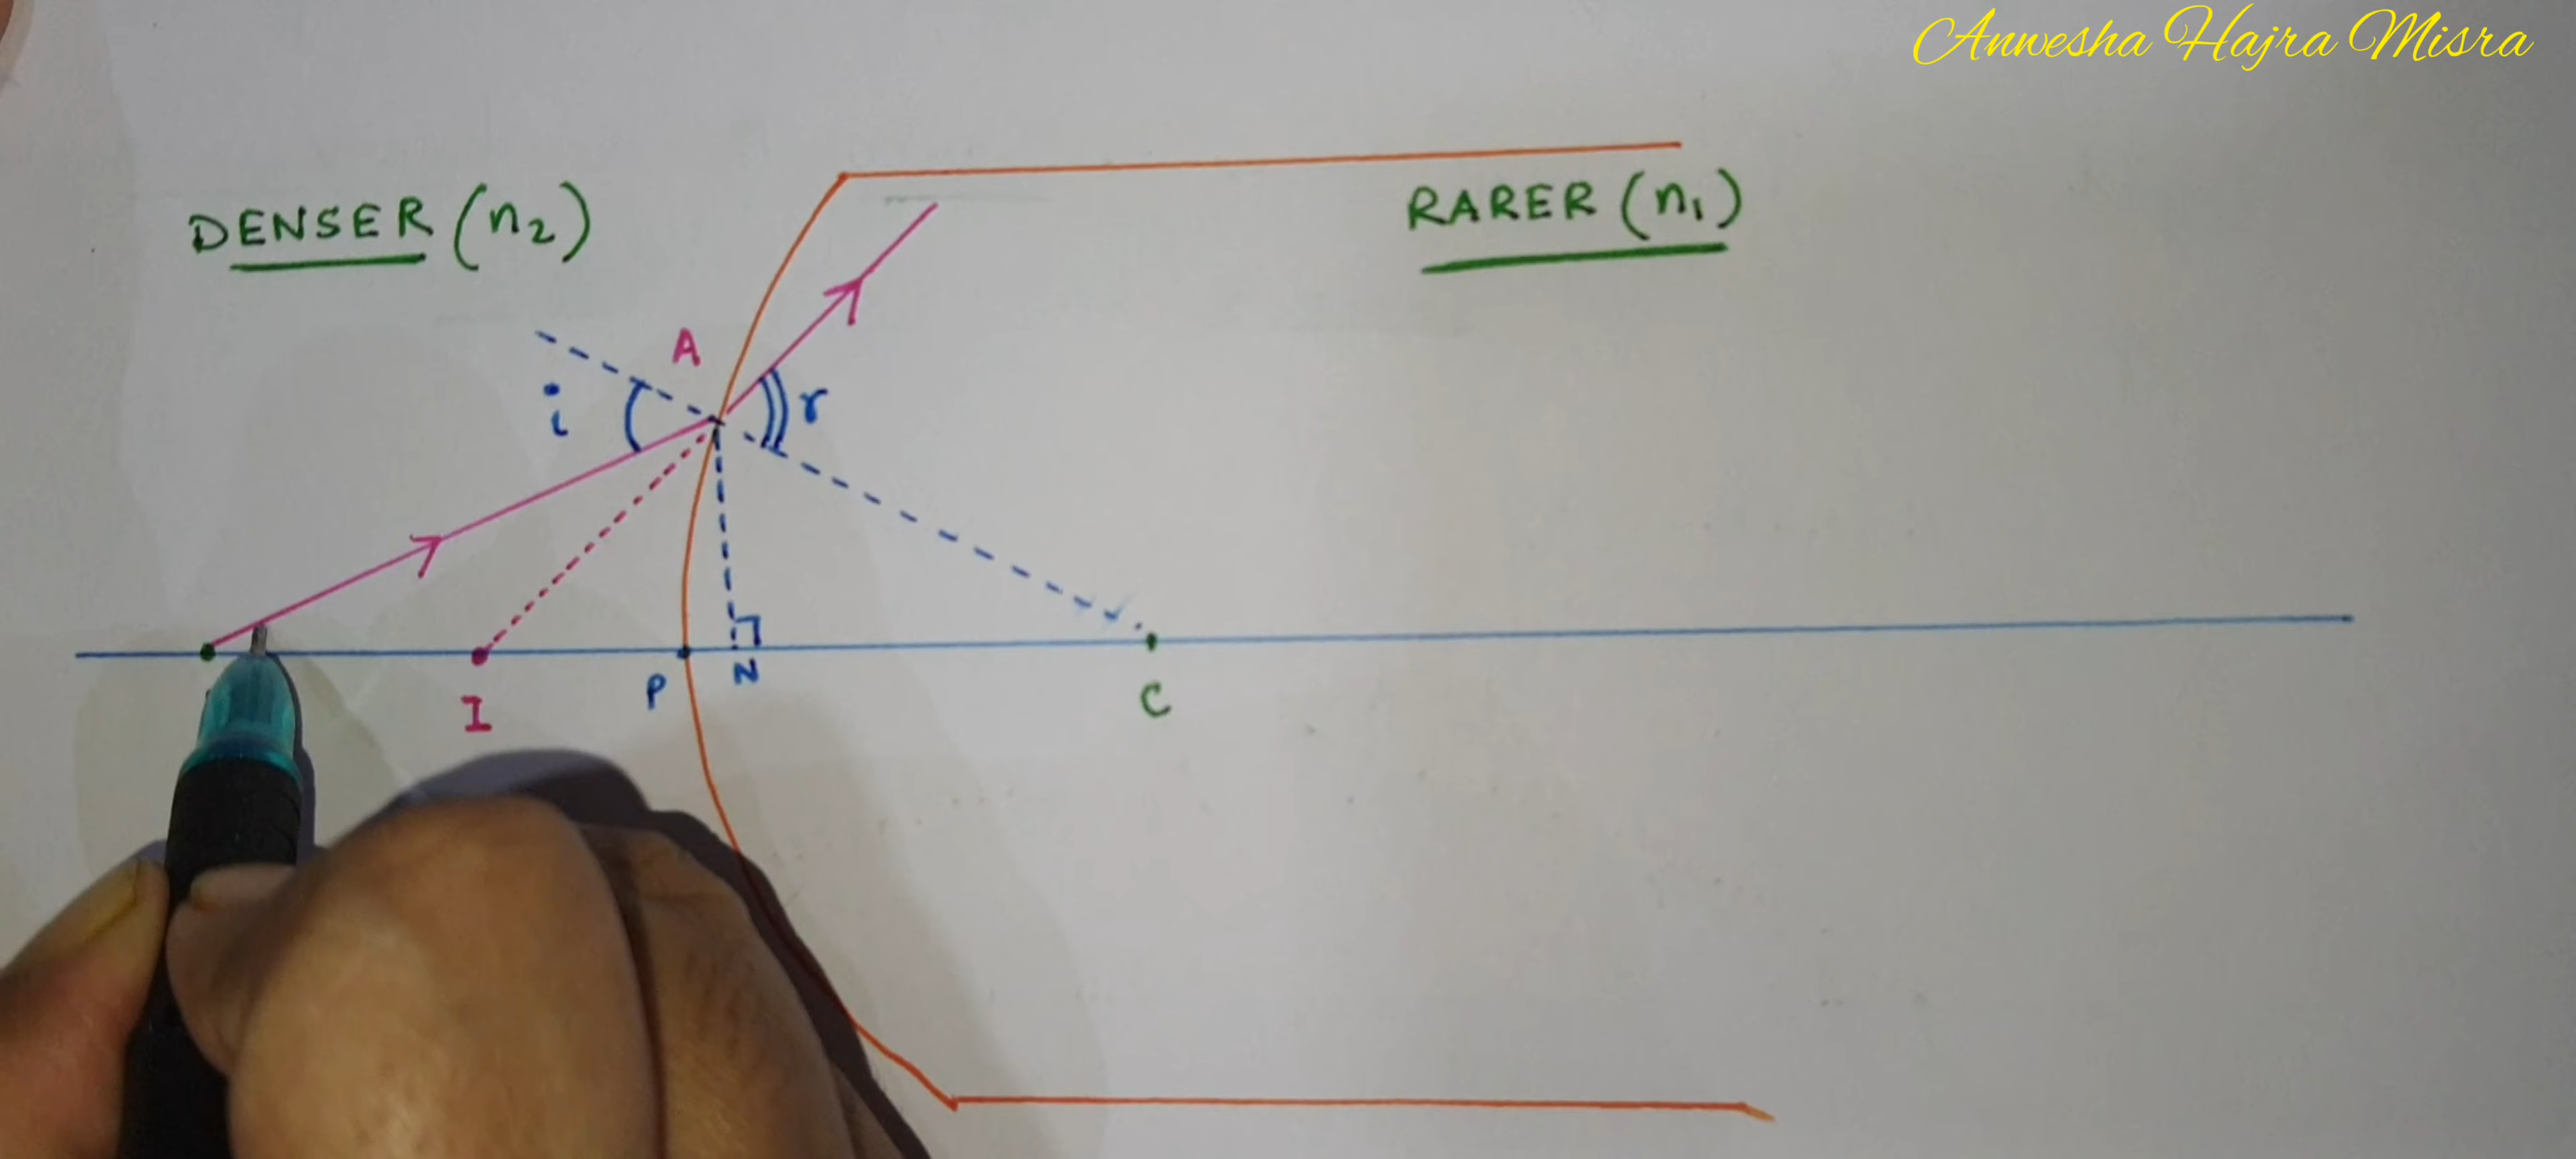 Anwesha Hajra Misra
DENSER (n2)
RARER (n1)
A
i
r
I
P
N
C